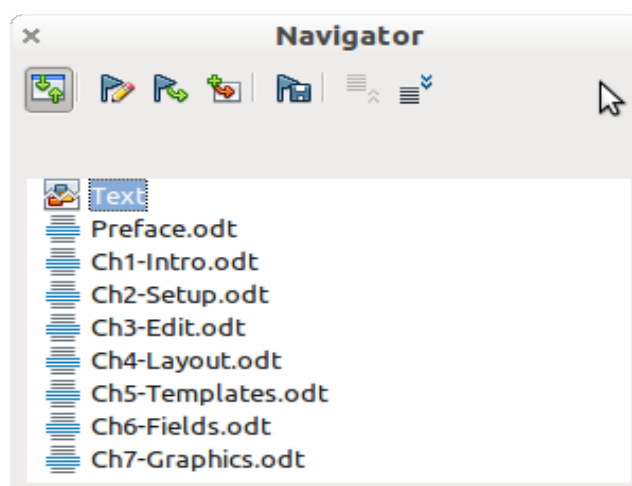 Navigator
Text
Preface.odt
Ch1-Intro.odt
Ch2-Setup.odt
Ch3-Edit.odt
Ch4-Layout.odt
Ch5-Templates.odt
Ch6-Fields.odt
Ch7-Graphics.odt